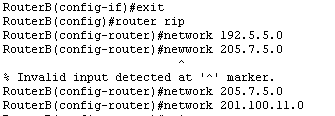 RouterB(config-if)#exit
RouterB(config)#router rip
RouterB(config-router)#network 192.5.5.0
RouterB(config-router)#newwork 205.7.5.0
^
% Invalid input detected at '^' marker.
RouterB(config-router)#network 205.7.5.0
RouterB(config-router)#network 201.100.11.0